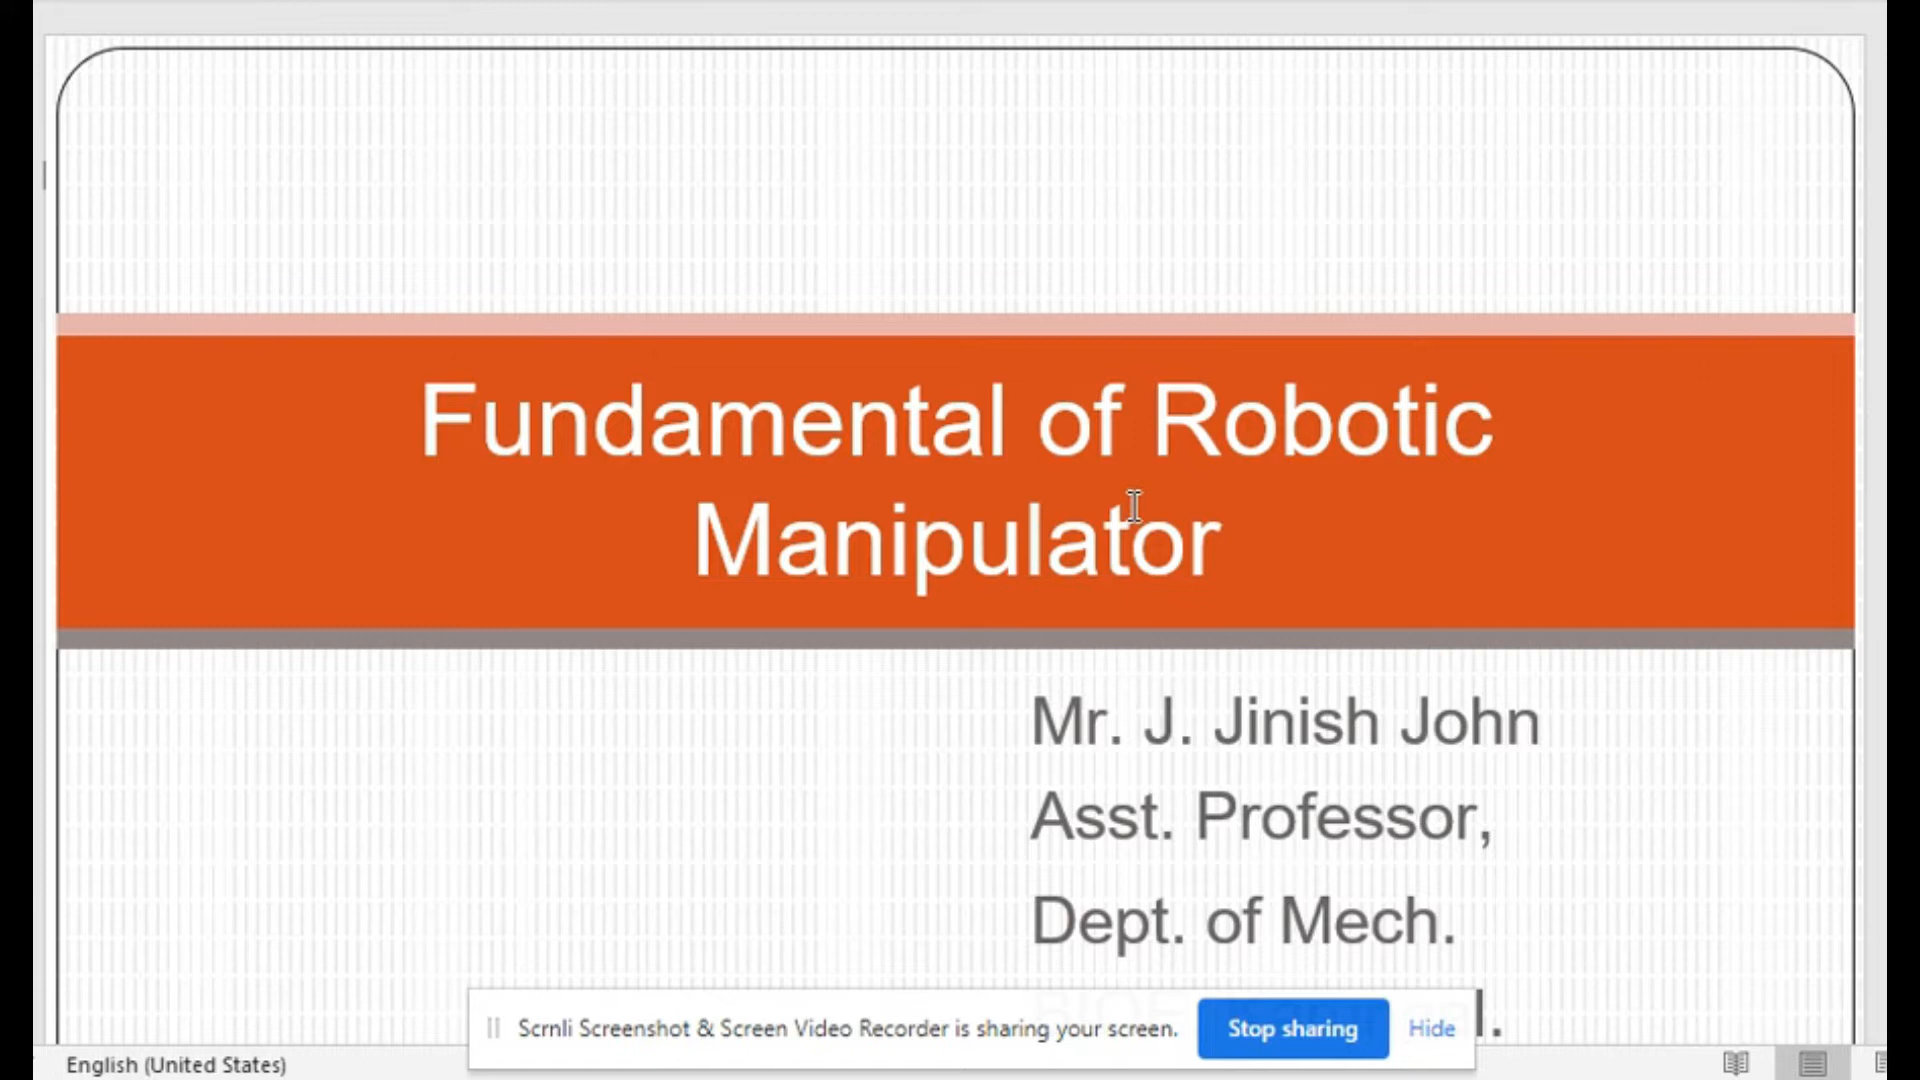 Fundamental of Robotic
Manipulator
Mr. J. Jinish John
Asst. Professor,
Dept. of Mech.
Scrnli Screenshot & Screen Video Recorder is sharing your screen.
Stop sharing
Hide
English (United States)